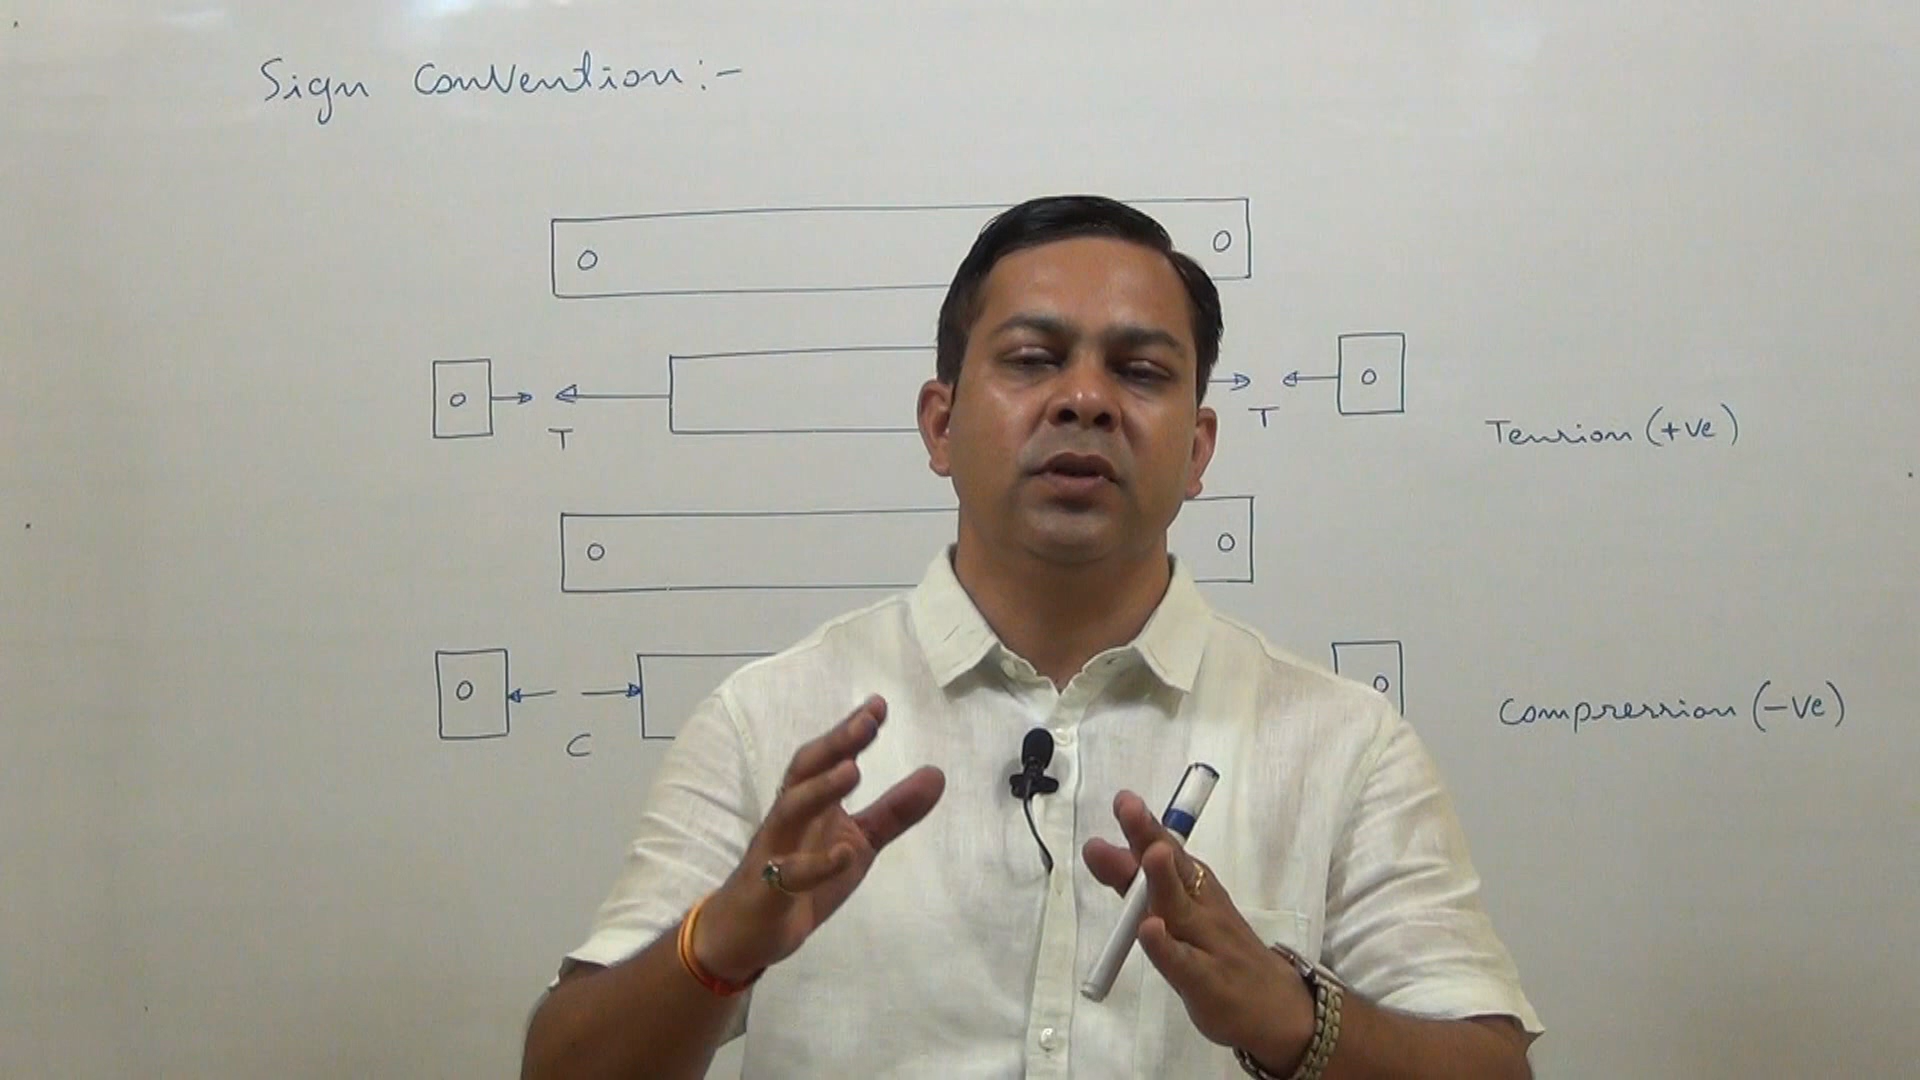 Sign Convention:-
T
T
Tension (+ve)
C
Compression (-ve)